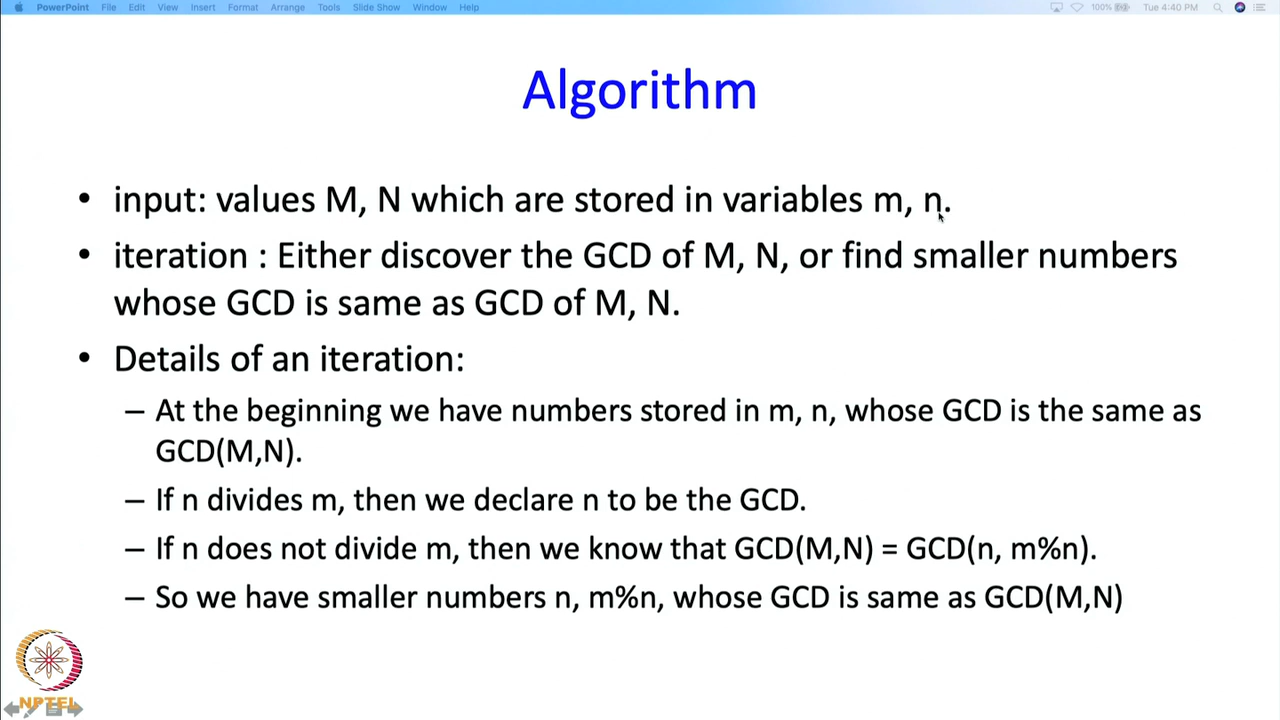 PowerPoint File Edit View Insert Format Arrange Tools Slide Show Window Help 100% Tue 4:40 PM
Algorithm
• input: values M, N which are stored in variables m, n.
• iteration : Either discover the GCD of M, N, or find smaller numbers
whose GCD is same as GCD of M, N.
• Details of an iteration:
– At the beginning we have numbers stored in m, n, whose GCD is the same as
GCD(M,N).
– If n divides m, then we declare n to be the GCD.
– If n does not divide m, then we know that GCD(M,N) = GCD(n, m%n).
– So we have smaller numbers n, m%n, whose GCD is same as GCD(M,N)
NPTEL